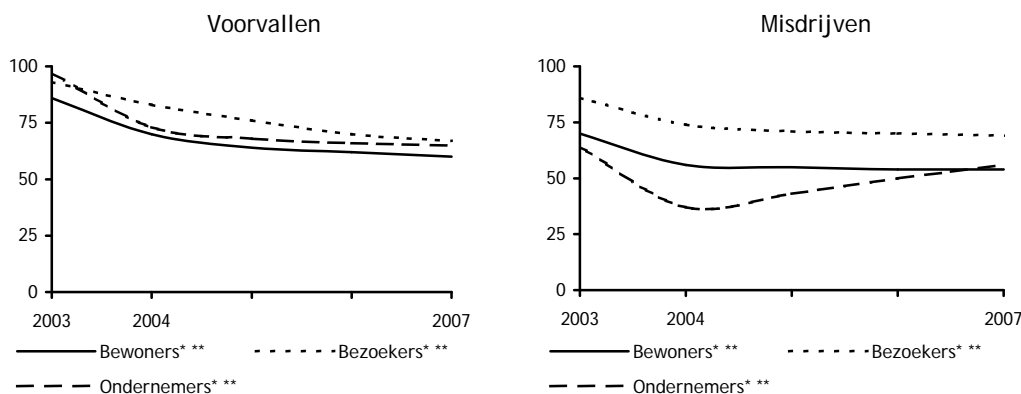 Voorvallen
100
75
50
25
0
2003 2004 2007
Bewoners* ** Bezoekers* **
Ondernemers* **
Misdrijven
100
75
50
25
0
2003 2004 2007
Bewoners* ** Bezoekers* **
Ondernemers* **